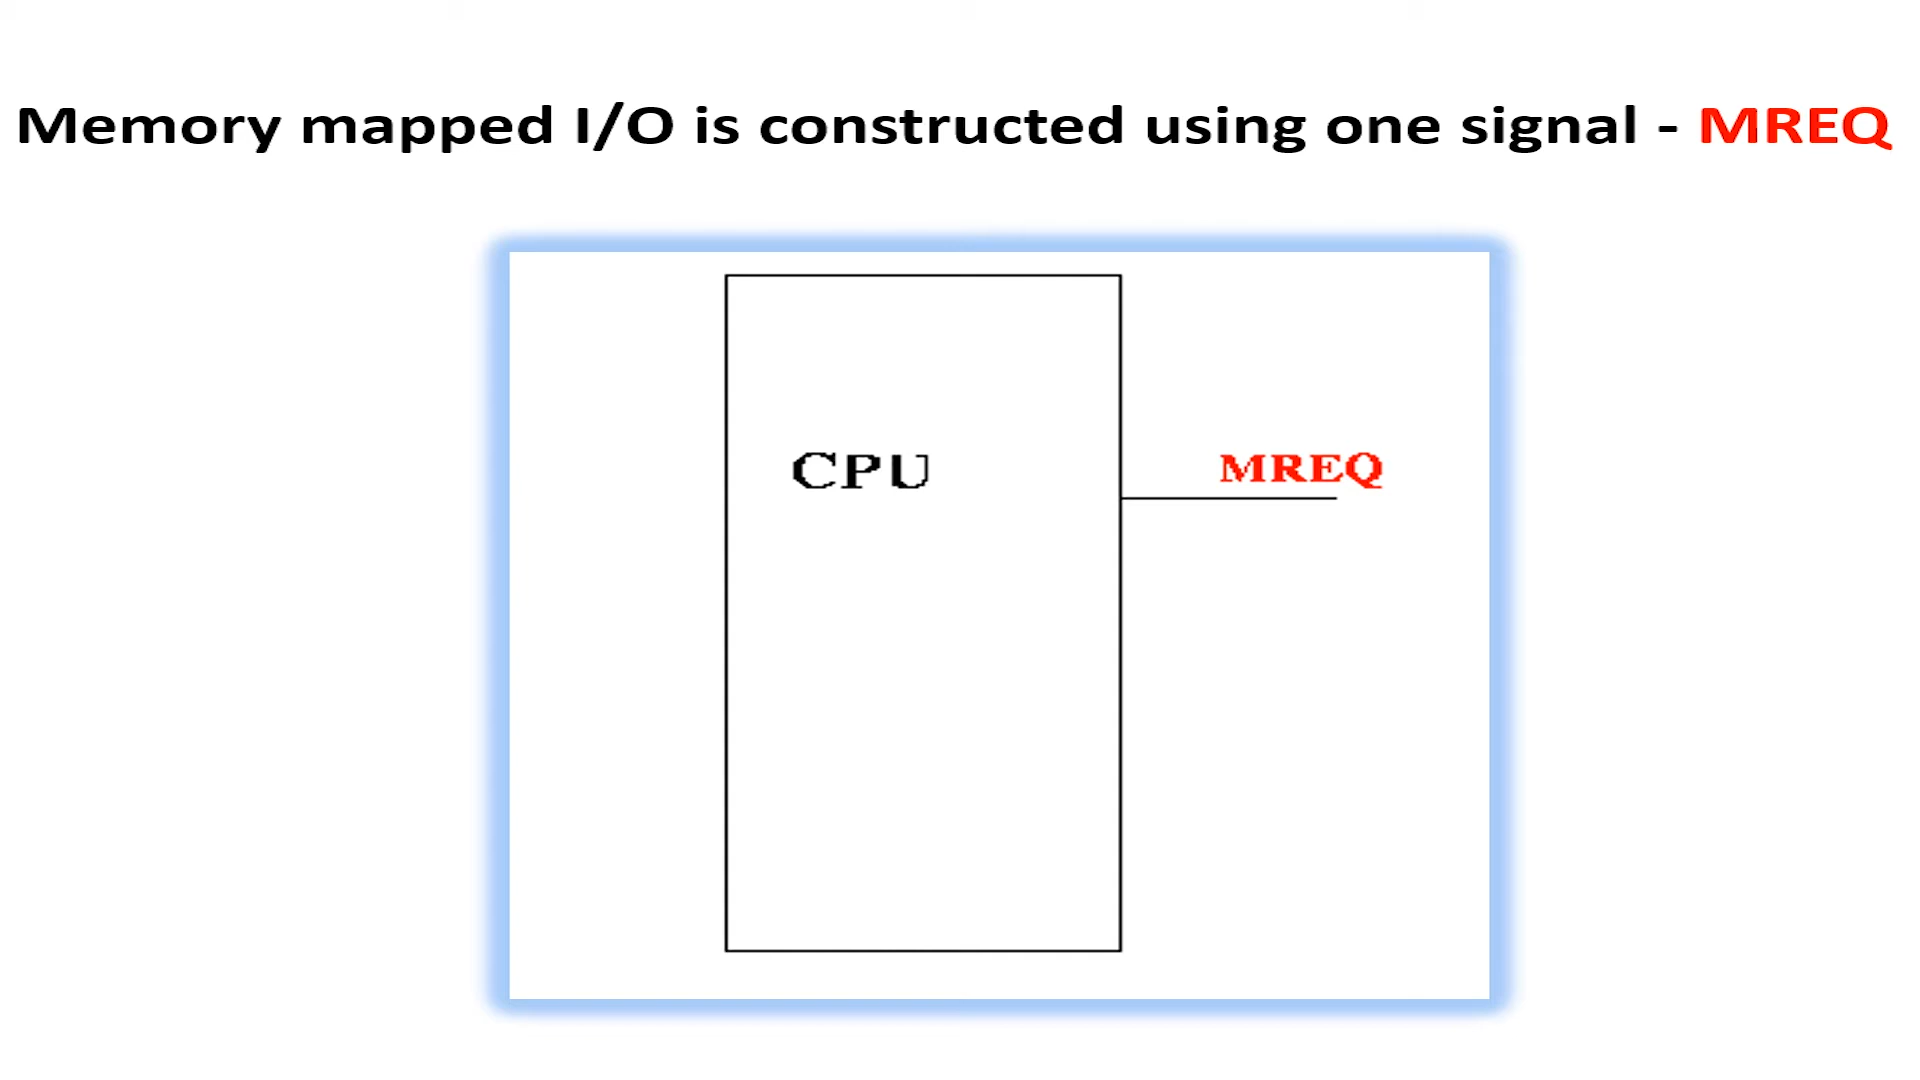 Memory mapped I/O is constructed using one signal - MREQ
CPU
MREQ